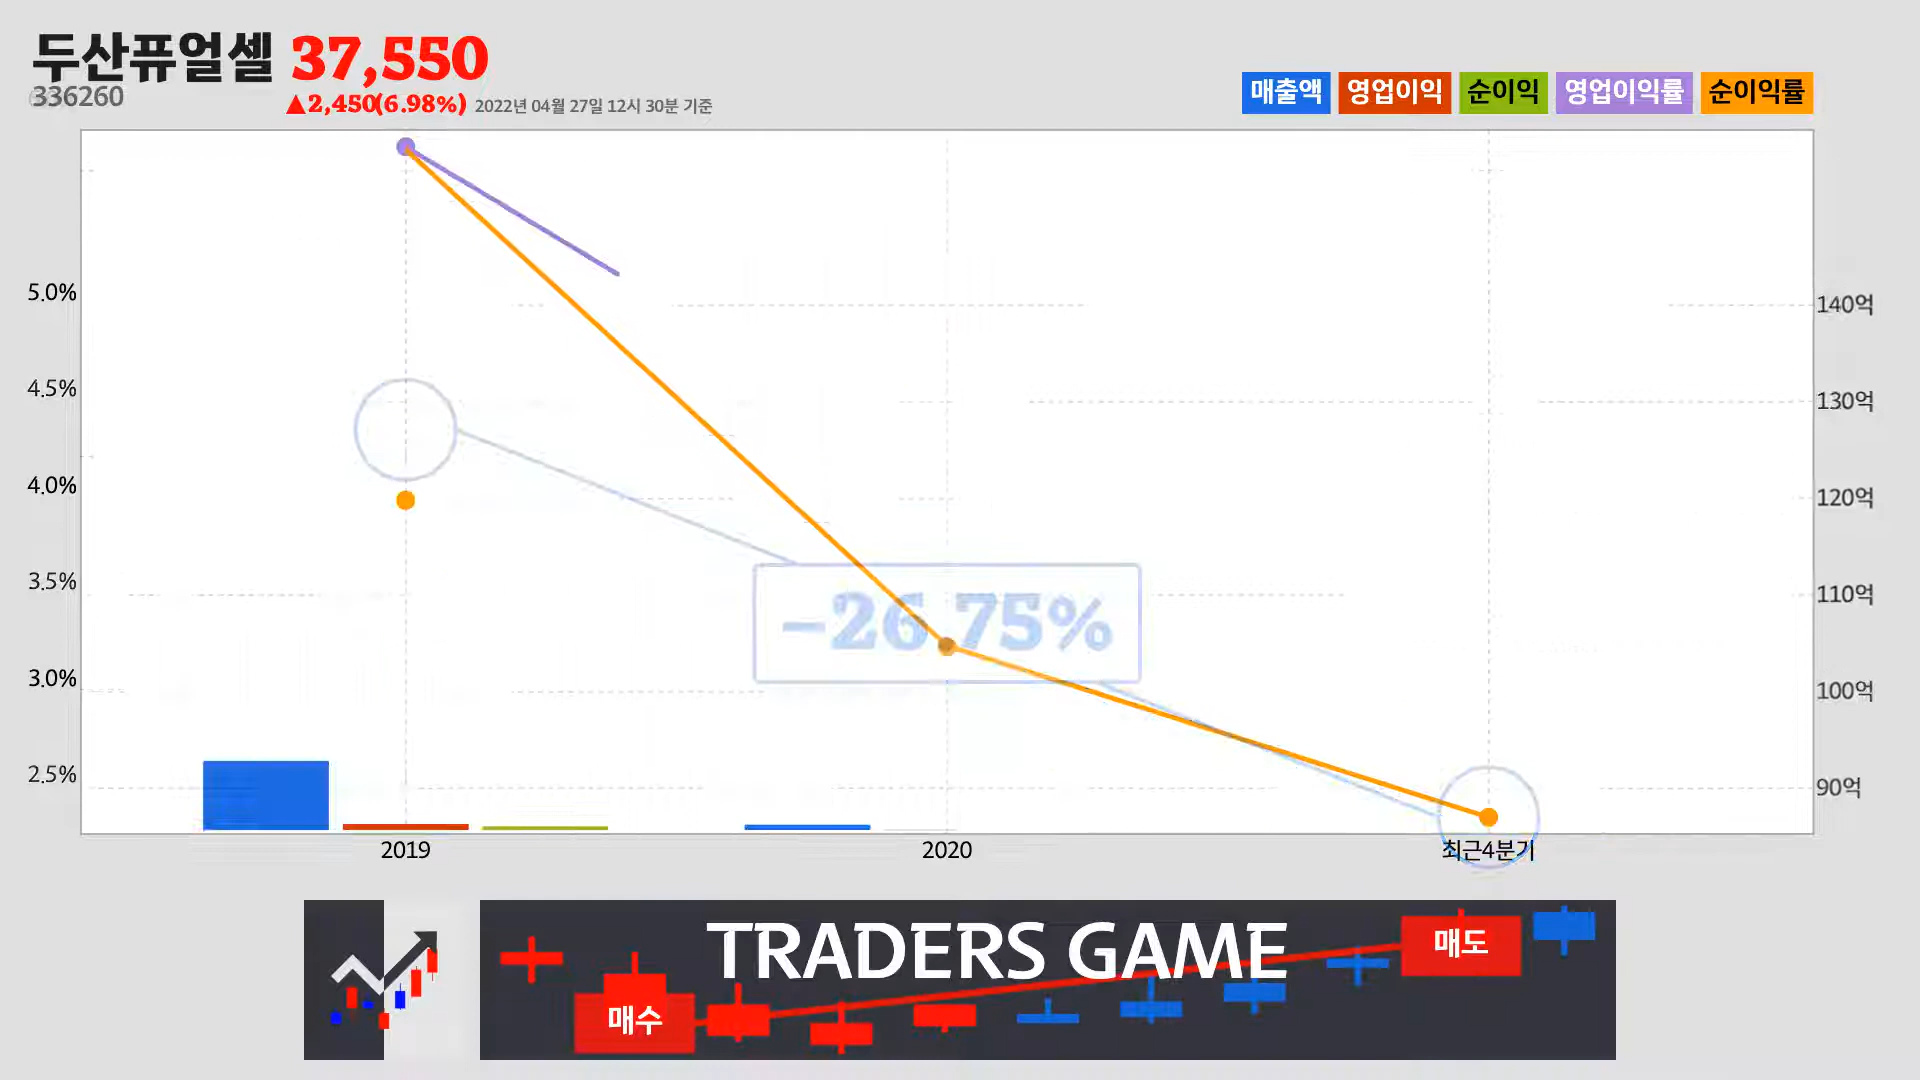 두산퓨얼셀 37,550
336260
▲2,450(6.98%) 2022년 04월 27일 12시 30분 기준
매출액 영업이익 순이익 영업이익률 순이익률
5.0%
4.5%
4.0%
3.5%
3.0%
2.5%
140억
130억
120억
110억
100억
90억
-26.75%
2019 2020 최근4분기
TRADERS GAME
매수
매도